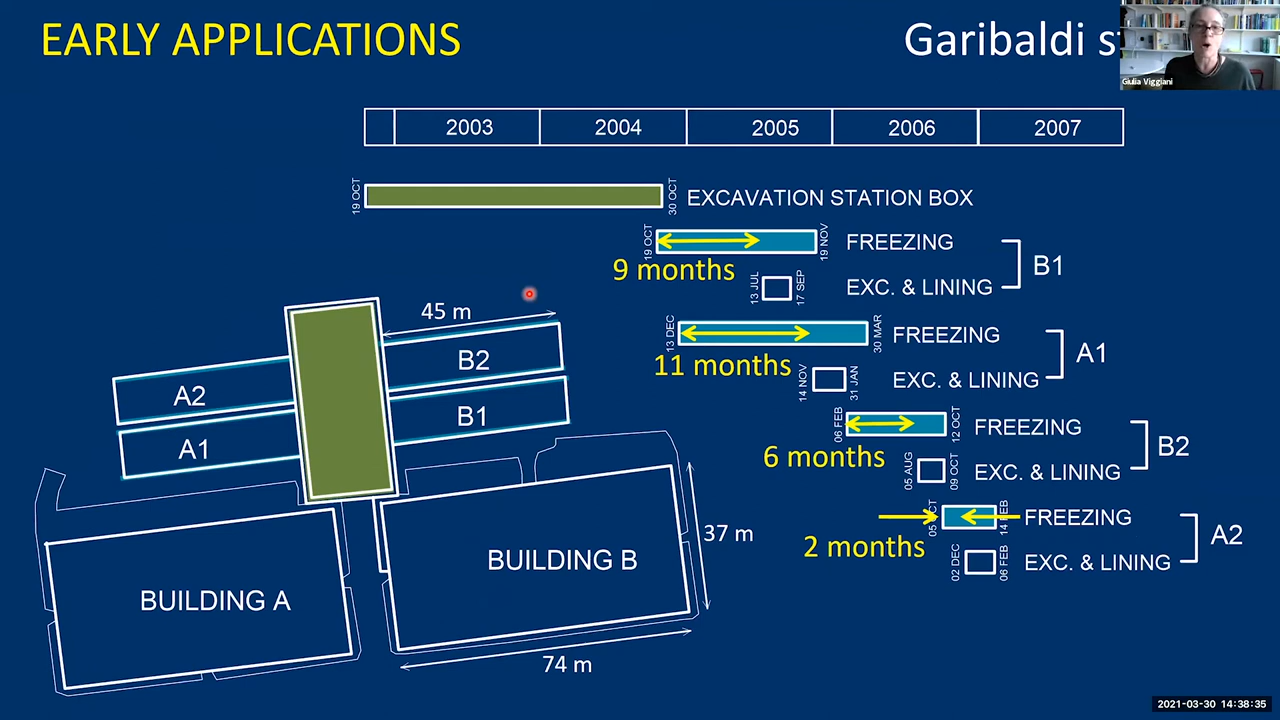 EARLY APPLICATIONS
Garibaldi st
Giulia Viggiani
2003 2004 2005 2006 2007
19 OCT 30 OCT EXCAVATION STATION BOX
19 OCT 19 NOV FREEZING
9 months
B1
13 JUL 17 SEP EXC. & LINING
13 DEC 30 MAR FREEZING
11 months
A1
14 NOV 31 JAN EXC. & LINING
06 FEB 12 OCT FREEZING
6 months
B2
05 AUG 09 OCT EXC. & LINING
05 OCT 14 FEB FREEZING
2 months
A2
02 DEC 06 FEB EXC. & LINING
45 m
B2
A2
B1
A1
37 m
BUILDING B
BUILDING A
74 m
2021-03-30 14:38:35